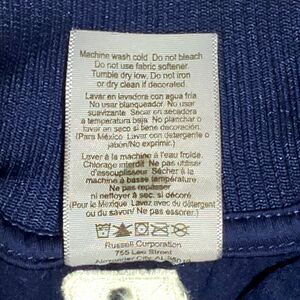 Machine wash cold Do not bleach
Do not use fabric softener.
Tumble dry low. Do not iron
or dry clean if decorated.
Lavar en lavadora con agua fria
No usar blanqueador. No usar
suavizante. Secar en secadora
a temperatura baja. No planchar o
lavar en seco si tiene decoración.
(Para México. Lavar con detergente o
jabón/No exprimir.)
Laver à la machine à l'eau froide.
Chlorage interdit. Ne pas utiliser
d'assouplisseur. Sécher à la
machine à basse température
Ne pas repasser
ni nettoyer à sec si décoré
(Pour le Mexique. Lavez avec du détergent
ou du savon/Ne pas essorer.)
Russell Corporation
755 Lee Street
Alexander City AL